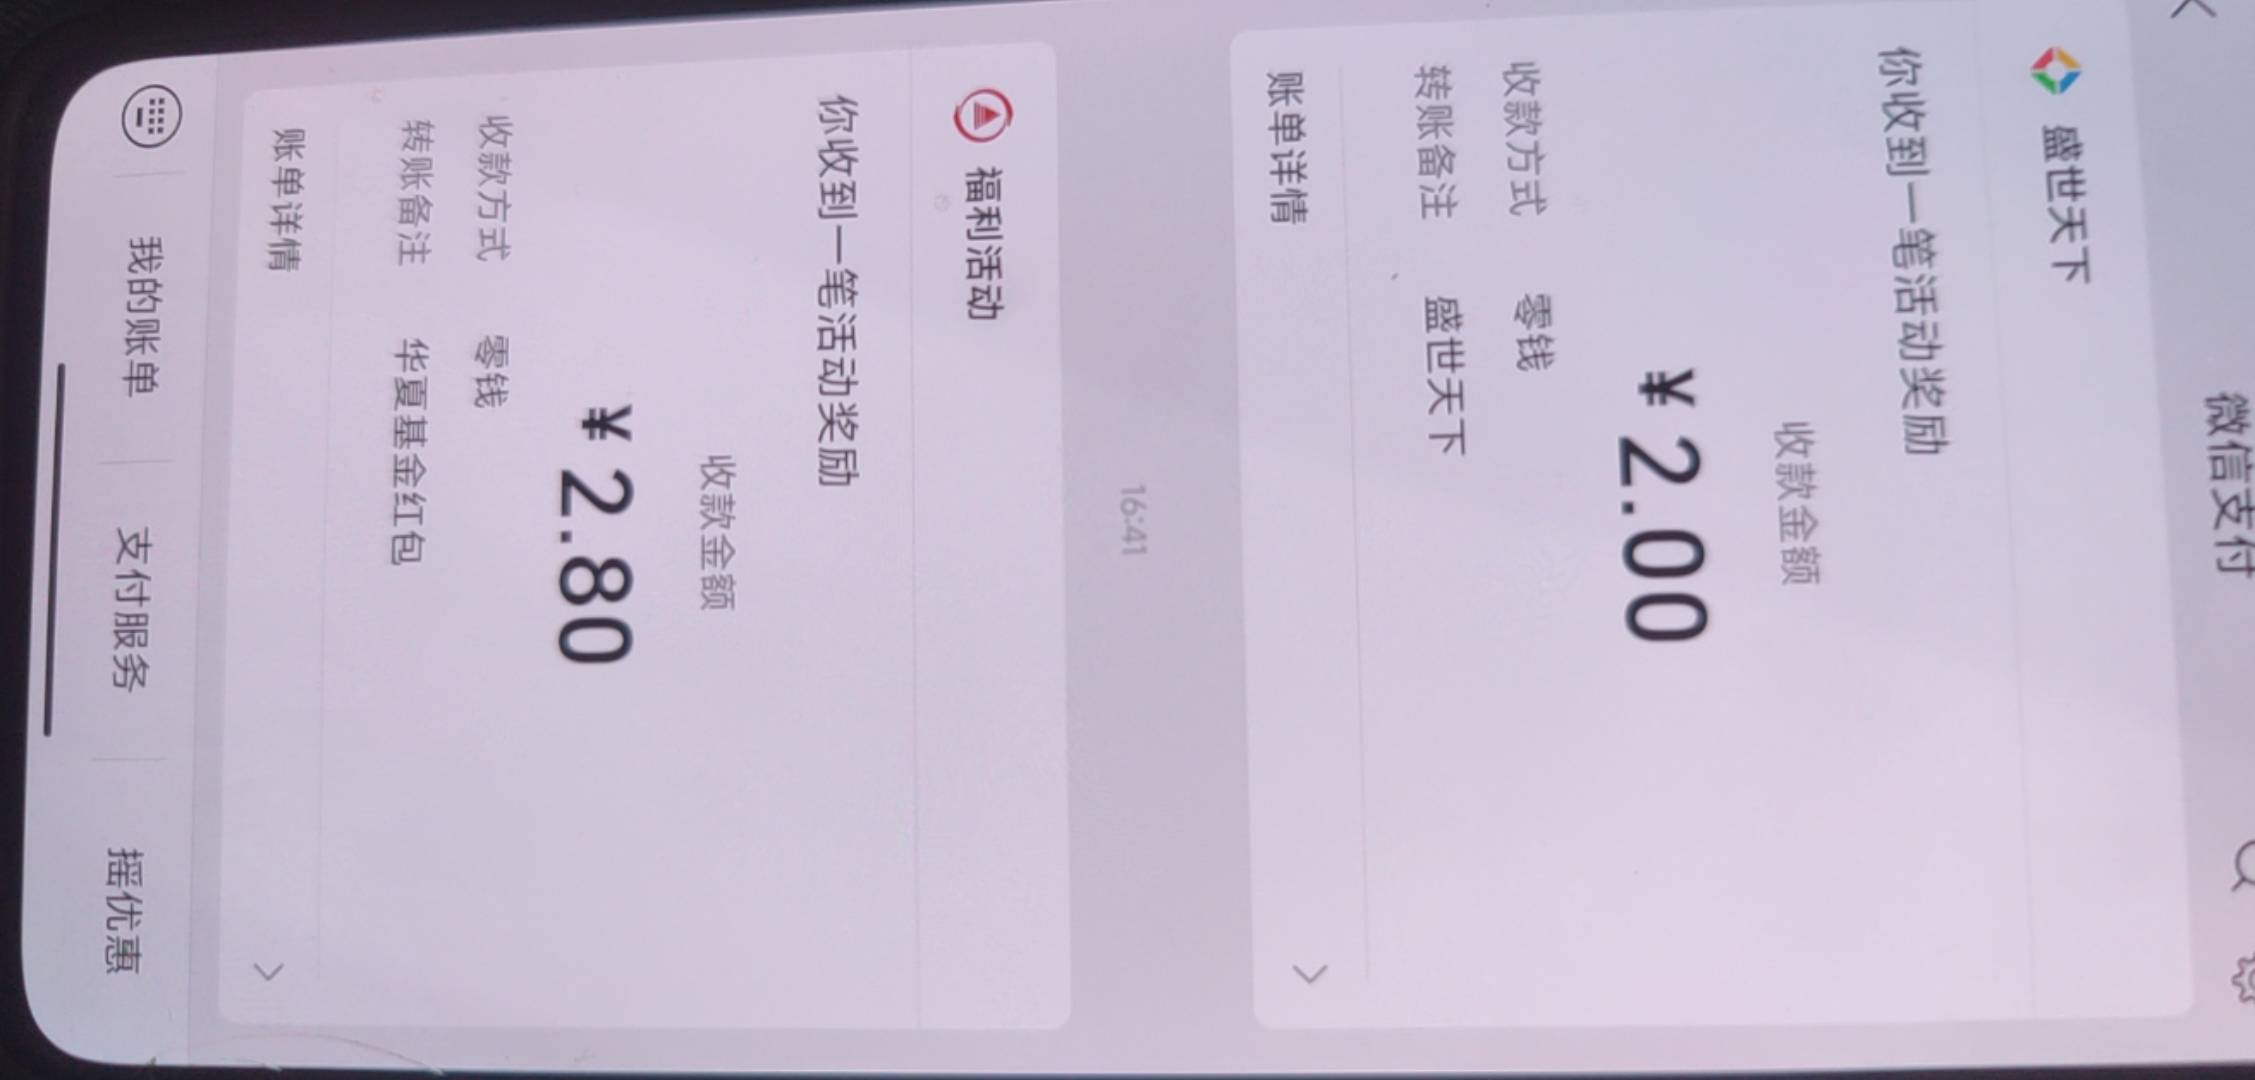 微信支付
盛世天下
你收到一笔活动奖励
收款金额
¥2.00
收款方式 零钱
转账备注 盛世天下
账单详情
16:41
福利活动
你收到一笔活动奖励
收款金额
¥2.80
收款方式 零钱
转账备注 华夏基金红包
账单详情
我的账单 支付服务 摇优惠